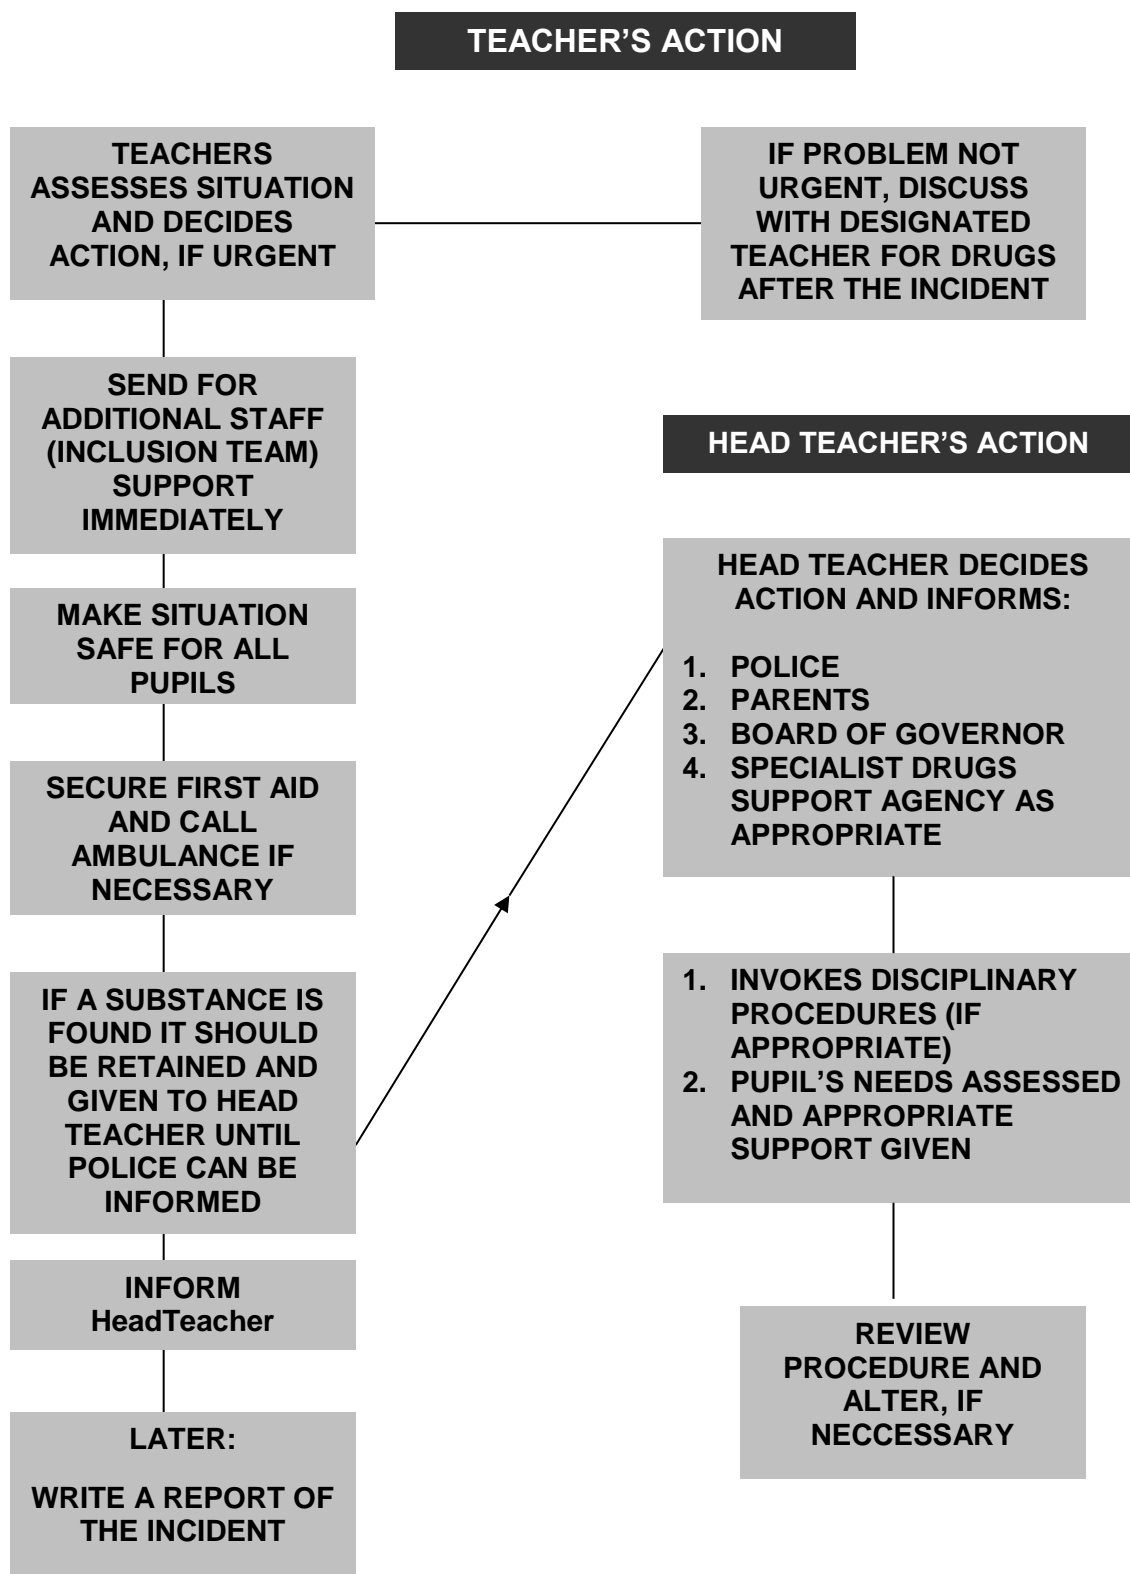 TEACHER’S ACTION
TEACHERS
ASSESSES SITUATION
AND DECIDES
ACTION, IF URGENT
IF PROBLEM NOT
URGENT, DISCUSS
WITH DESIGNATED
TEACHER FOR DRUGS
AFTER THE INCIDENT
SEND FOR
ADDITIONAL STAFF
(INCLUSION TEAM)
SUPPORT
IMMEDIATELY
MAKE SITUATION
SAFE FOR ALL
PUPILS
SECURE FIRST AID
AND CALL
AMBULANCE IF
NECESSARY
IF A SUBSTANCE IS
FOUND IT SHOULD
BE RETAINED AND
GIVEN TO HEAD
TEACHER UNTIL
POLICE CAN BE
INFORMED
INFORM
HeadTeacher
LATER:
WRITE A REPORT OF
THE INCIDENT
HEAD TEACHER’S ACTION
HEAD TEACHER DECIDES
ACTION AND INFORMS:
1. POLICE
2. PARENTS
3. BOARD OF GOVERNOR
4. SPECIALIST DRUGS
SUPPORT AGENCY AS
APPROPRIATE
1. INVOKES DISCIPLINARY
PROCEDURES (IF
APPROPRIATE)
2. PUPIL’S NEEDS ASSESSED
AND APPROPRIATE
SUPPORT GIVEN
REVIEW
PROCEDURE AND
ALTER, IF
NECCESSARY